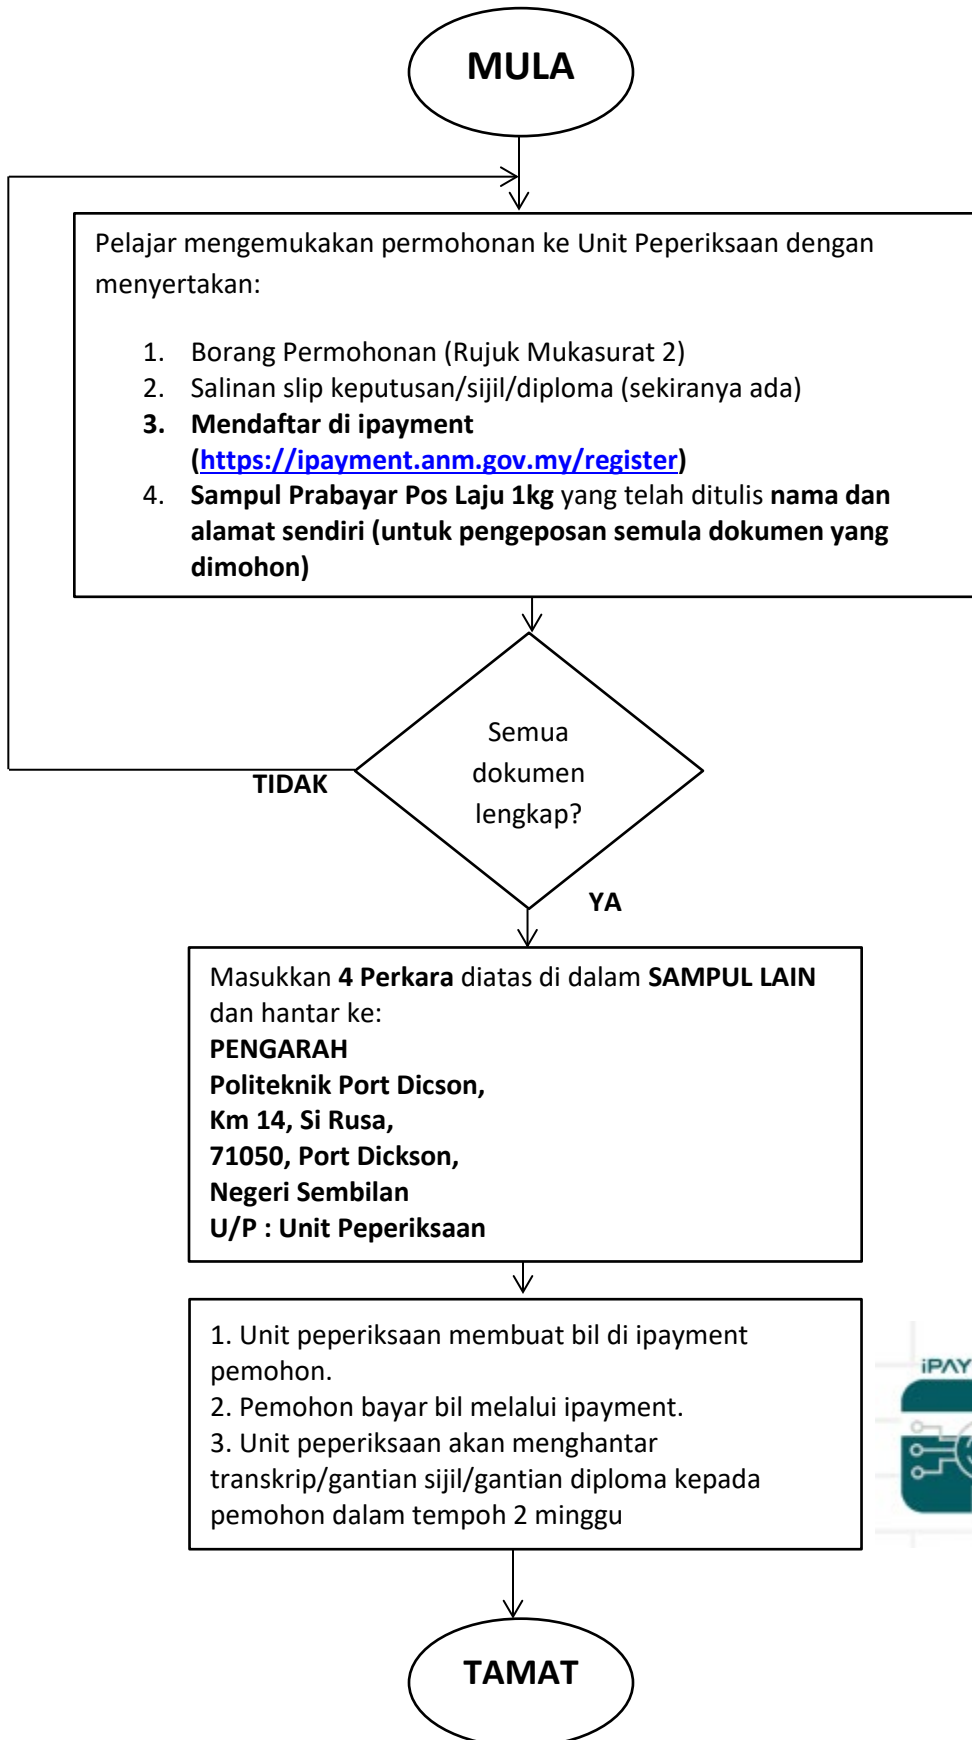 MULA
Pelajar mengemukakan permohonan ke Unit Peperiksaan dengan
menyertakan:
1. Borang Permohonan (Rujuk Mukasurat 2)
2. Salinan slip keputusan/sijil/diploma (sekiranya ada)
3. Mendaftar di ipayment
(https://ipayment.anm.gov.my/register)
4. Sampul Prabayar Pos Laju 1kg yang telah ditulis nama dan
alamat sendiri (untuk pengeposan semula dokumen yang
dimohon)
Semua
dokumen
lengkap?
TIDAK
YA
Masukkan 4 Perkara diatas di dalam SAMPUL LAIN
dan hantar ke:
PENGARAH
Politeknik Port Dicson,
Km 14, Si Rusa,
71050, Port Dickson,
Negeri Sembilan
U/P : Unit Peperiksaan
1. Unit peperiksaan membuat bil di ipayment
pemohon.
2. Pemohon bayar bil melalui ipayment.
3. Unit peperiksaan akan menghantar
transkrip/gantian sijil/gantian diploma kepada
pemohon dalam tempoh 2 minggu
iPAY
TAMAT